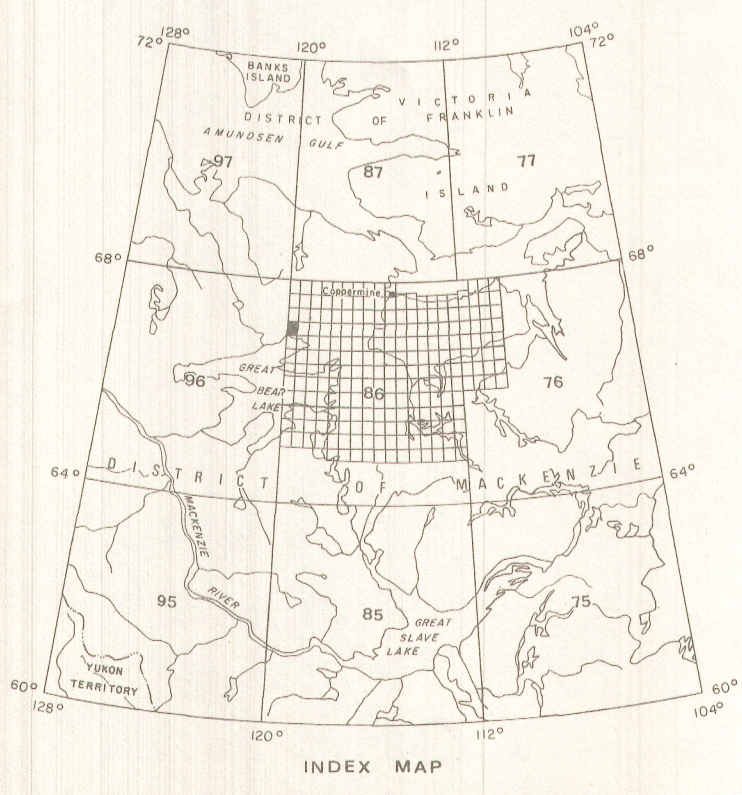 128° 120° 112° 104°
72° 72°
BANKS
ISLAND
VICTORIA
DISTRICT OF FRANKLIN
AMUNDSEN GULF
97 87 77
ISLAND
68° 68°
Coppermine
GREAT
96 86 76
BEAR
LAKE
DISTRICT OF MACKENZIE
64° 64°
MACKENZIE
RIVER
95 85 75
GREAT
SLAVE
LAKE
YUKON
TERRITORY
60° 60°
128° 120° 112° 104°
INDEX MAP